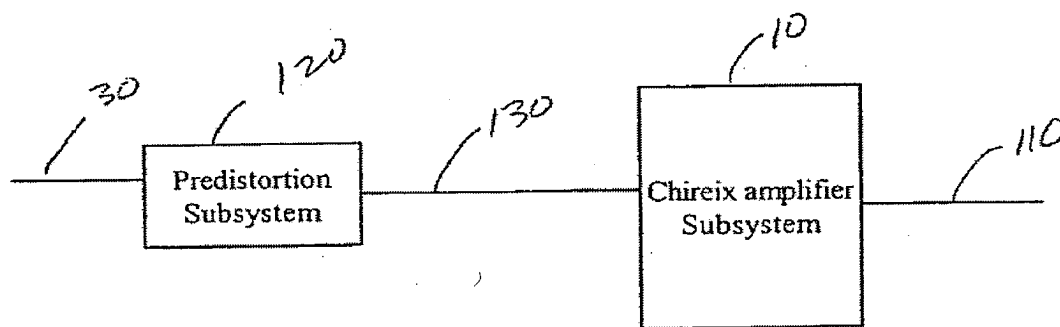 10
120
30
130
110
Predistortion
Subsystem
Chireix amplifier
Subsystem